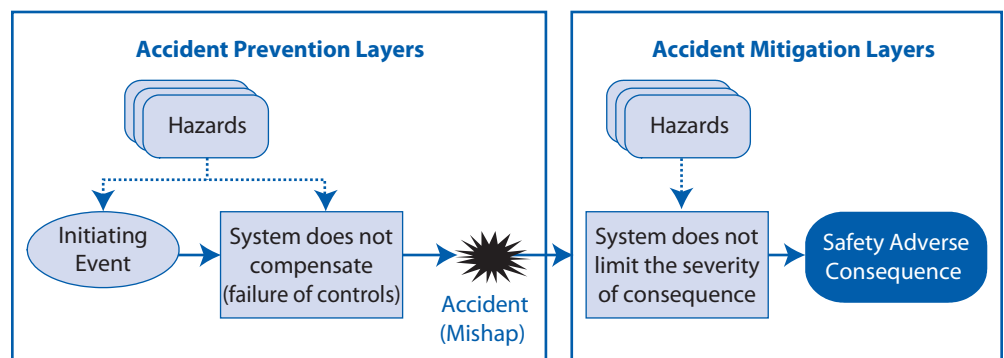 Accident Prevention Layers
Hazards
Initiating
Event
System does not
compensate
(failure of controls)
Accident
(Mishap)
Accident Mitigation Layers
Hazards
System does not
limit the severity
of consequence
Safety Adverse
Consequence